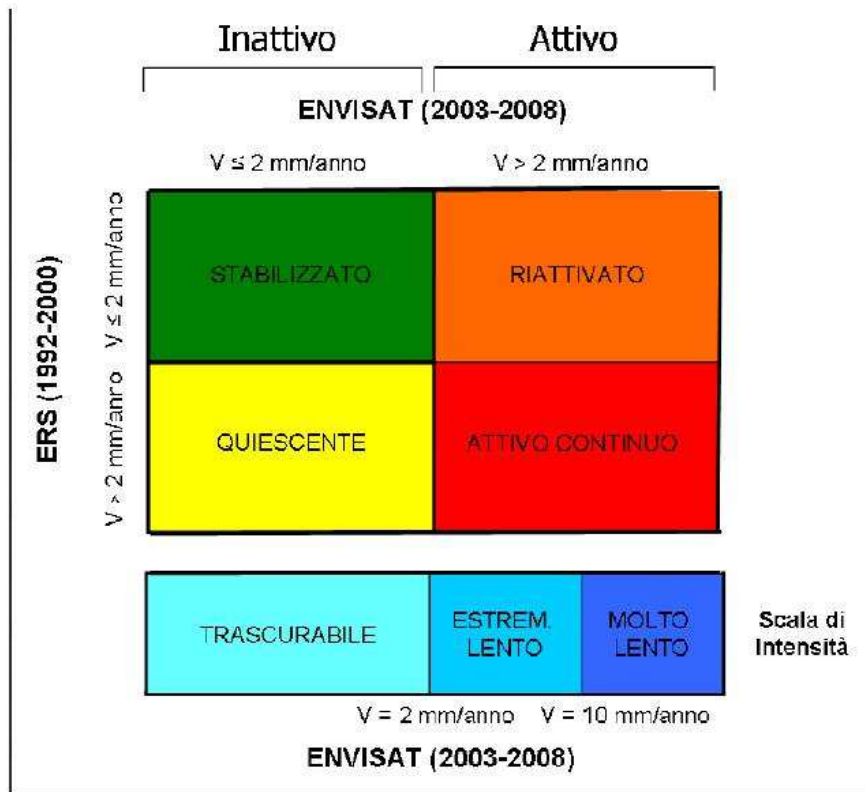 Inattivo Attivo
ENVISAT (2003-2008)
V ≤ 2 mm/anno V > 2 mm/anno
ERS (1992-2000)
V ≤ 2 mm/anno
V > 2 mm/anno
STABILIZZATO RIATTIVATO
QUIESCENTE ATTIVO CONTINUO
TRASCURABILE
ESTREM.
LENTO
MOLTO
LENTO
Scala di
Intensità
V = 2 mm/anno V = 10 mm/anno
ENVISAT (2003-2008)